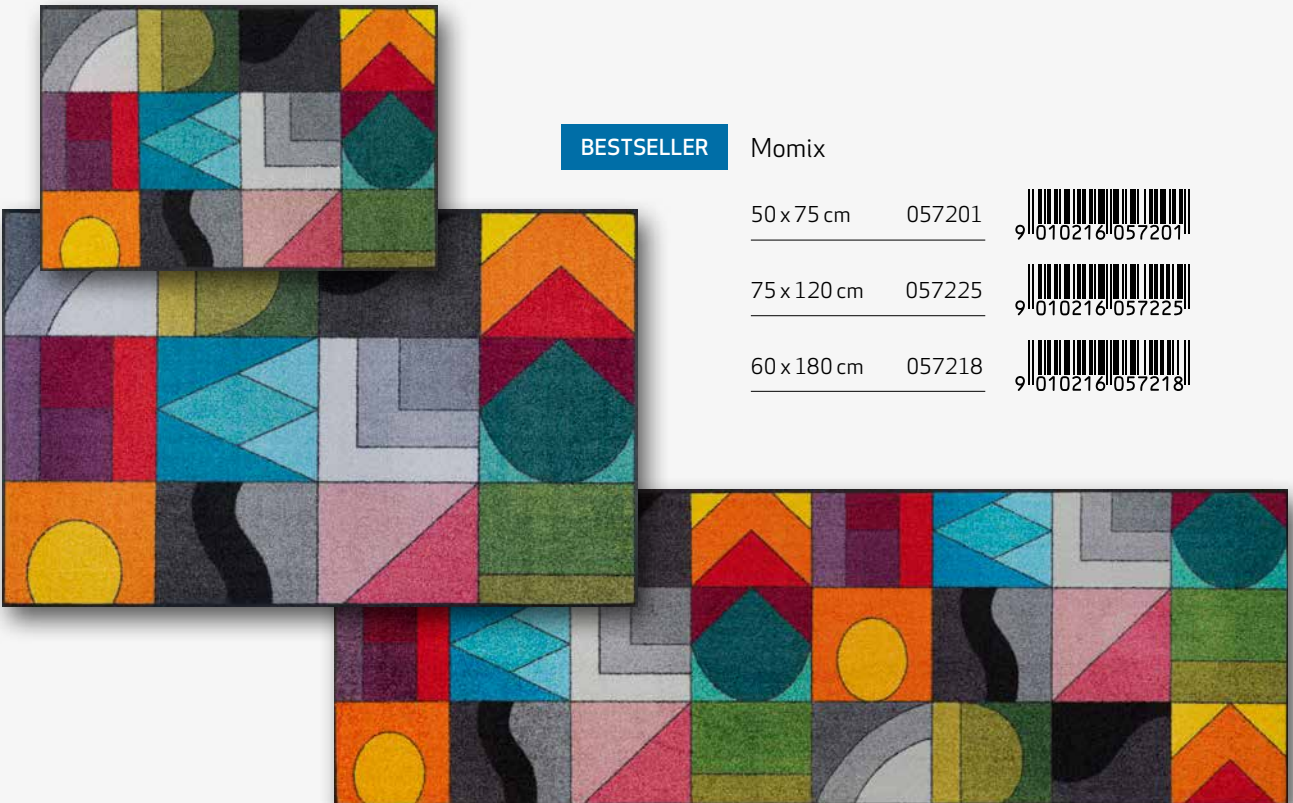 BESTSELLER Momix
50 x 75 cm 057201 9 010216 057201
75 x 120 cm 057225 9 010216 057225
60 x 180 cm 057218 9 010216 057218